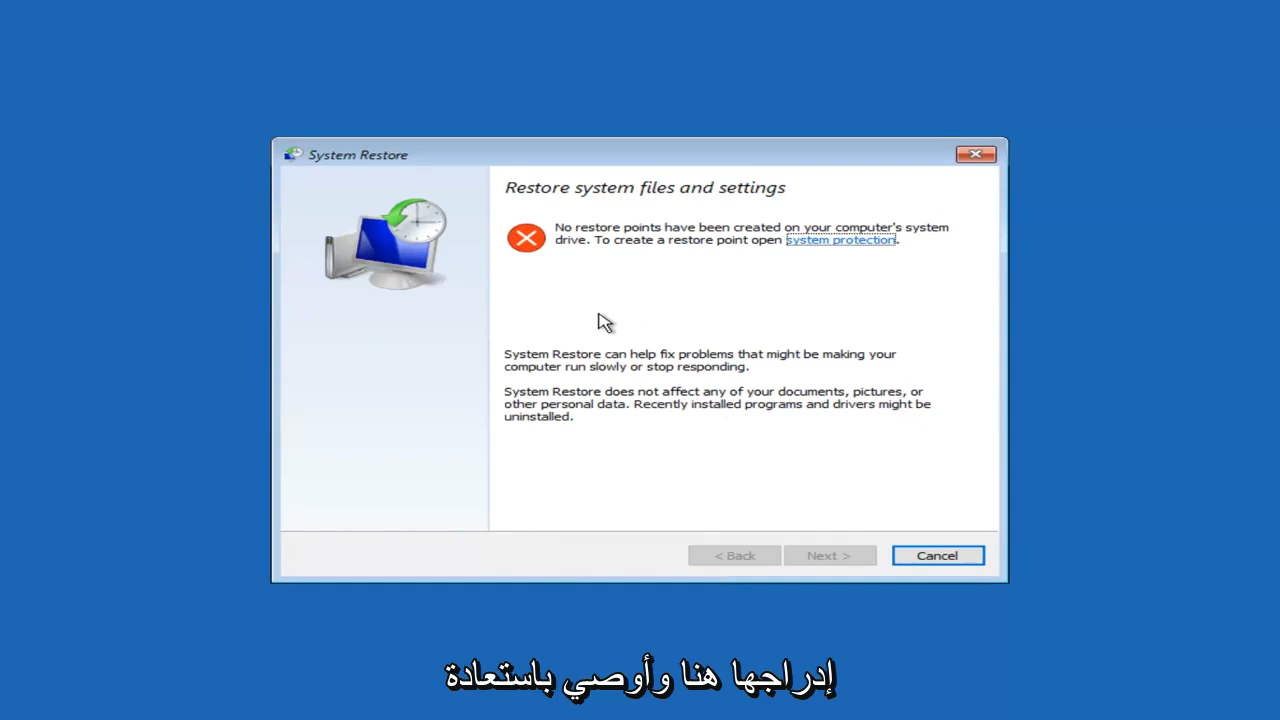 System Restore
Restore system files and settings
No restore points have been created on your computer's system
drive. To create a restore point open system protection.
System Restore can help fix problems that might be making your
computer run slowly or stop responding.
System Restore does not affect any of your documents, pictures, or
other personal data. Recently installed programs and drivers might be
uninstalled.
< Back
Next >
Cancel
إدراجها هنا وأوصي باستعادة